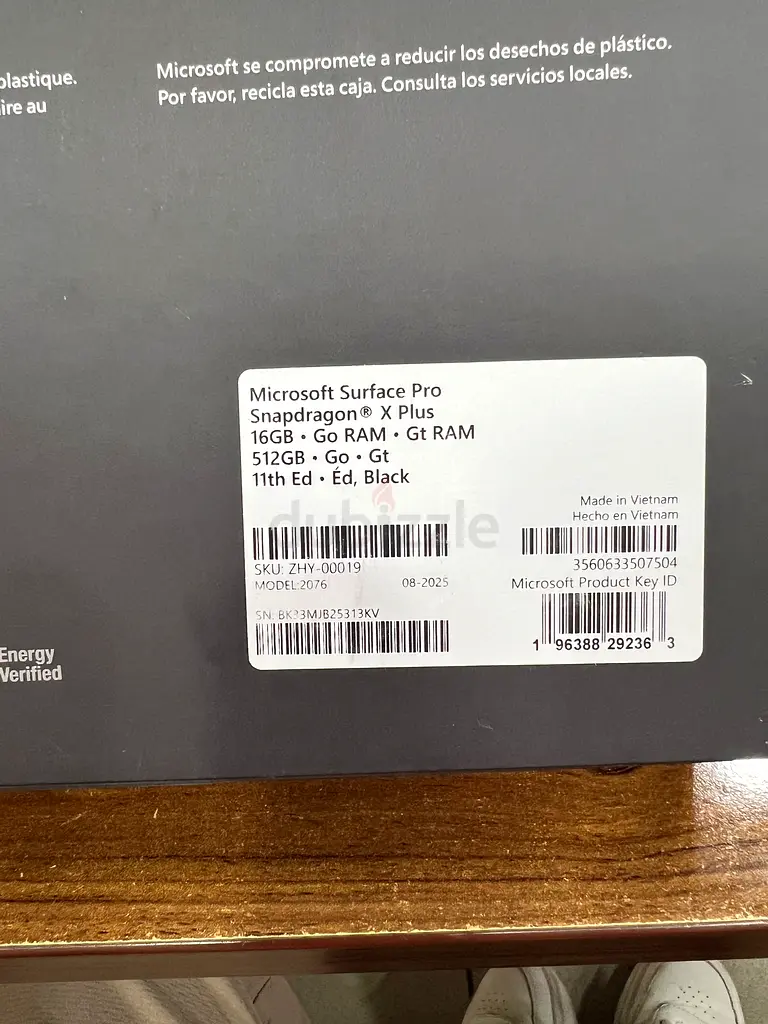 plastique.
ire au
Microsoft se compromete a reducir los desechos de plástico.
Por favor, recicla esta caja. Consulta los servicios locales.
Microsoft Surface Pro
Snapdragon® X Plus
16GB • Go RAM • Gt RAM
512GB • Go • Gt
11th Ed • Éd, Black
Made in Vietnam
Hecho en Vietnam
dubizzle
SKU: ZHY-00019
MODEL:2076 08-2025
3560633507504
Microsoft Product Key ID
SN: BK33MJB25313KV
1 96388 29236 3
Energy
Verified